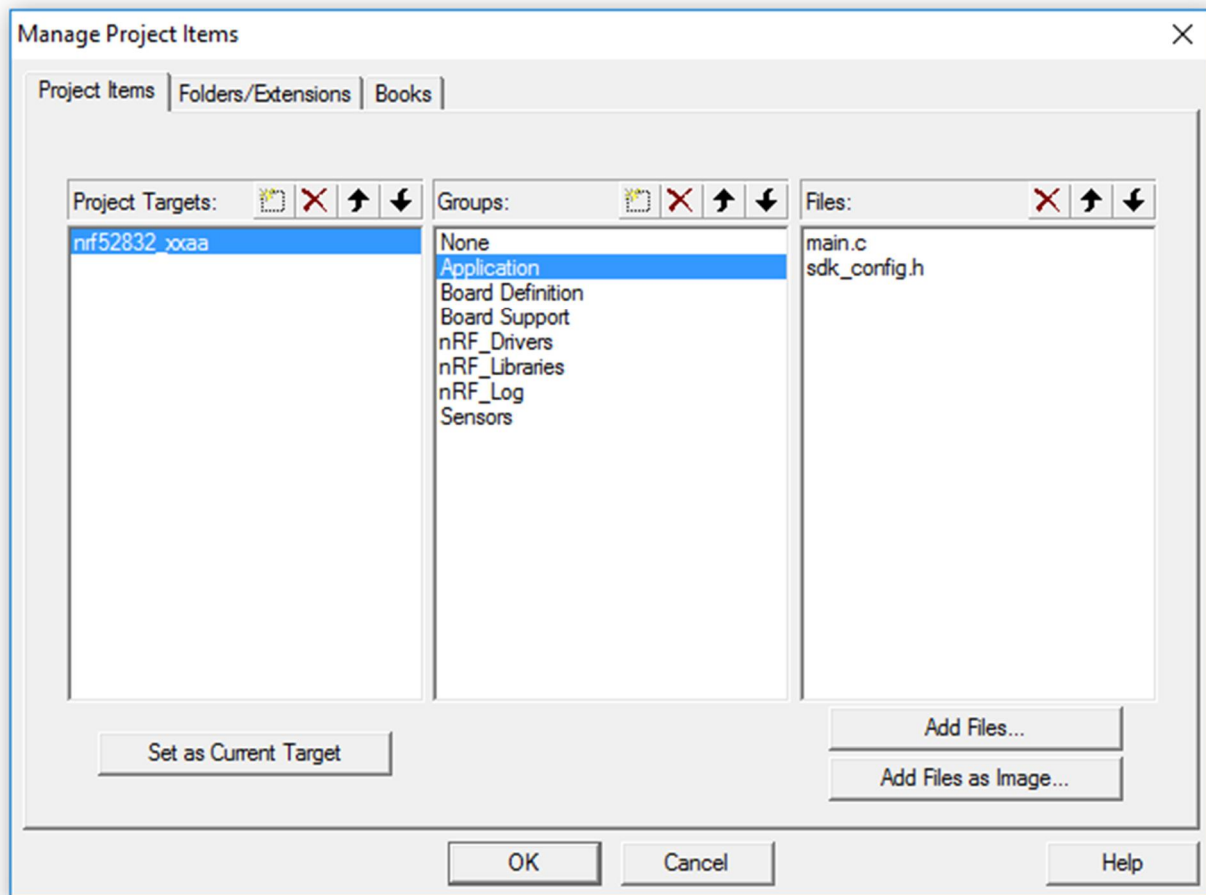 Manage Project Items
Project Items
Folders/Extensions
Books
Project Targets:
nrf52832_xxaa
Set as Current Target
Groups:
None
Application
Board Definition
Board Support
nRF_Drivers
nRF_Libraries
nRF_Log
Sensors
Files:
main.c
sdk_config.h
Add Files...
Add Files as Image...
OK
Cancel
Help